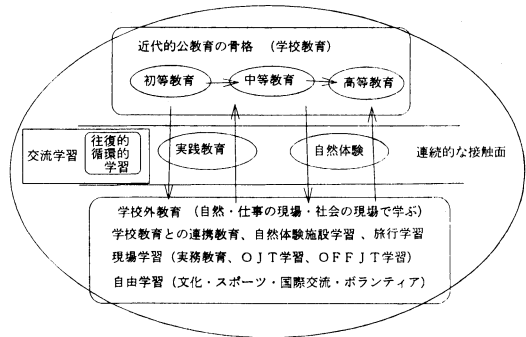 近代的公教育の骨格 (学校教育)
初等教育 中等教育 高等教育
交流学習
往復的
循環的
学習
実践教育 自然体験 連続的な接触面
学校外教育 (自然・仕事の現場・社会の現場で学ぶ)
学校教育との連携教育、自然体験施設学習、旅行学習
現場学習 (実務教育、OJT学習、OFFJT学習)
自由学習 (文化・スポーツ・国際交流・ボランティア)